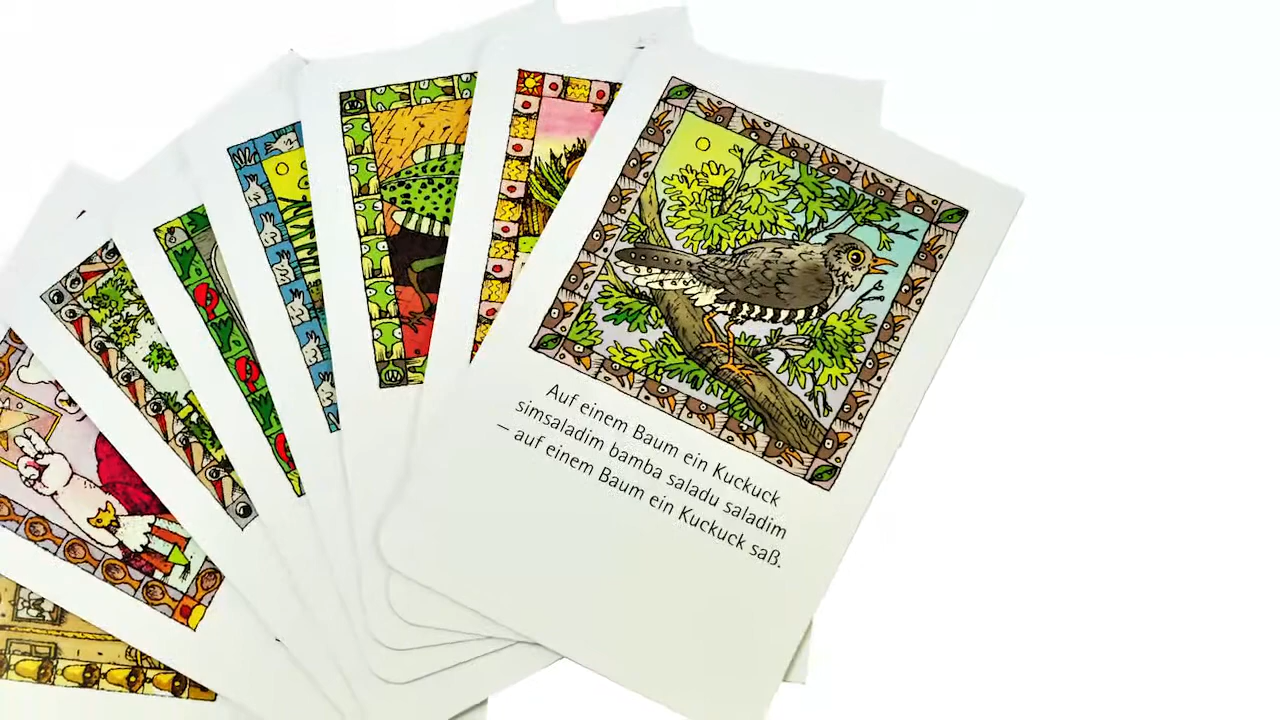 Auf einem Baum ein Kuckuck
simsaladim bamba saladu saladim
– auf einem Baum ein Kuckuck saß.